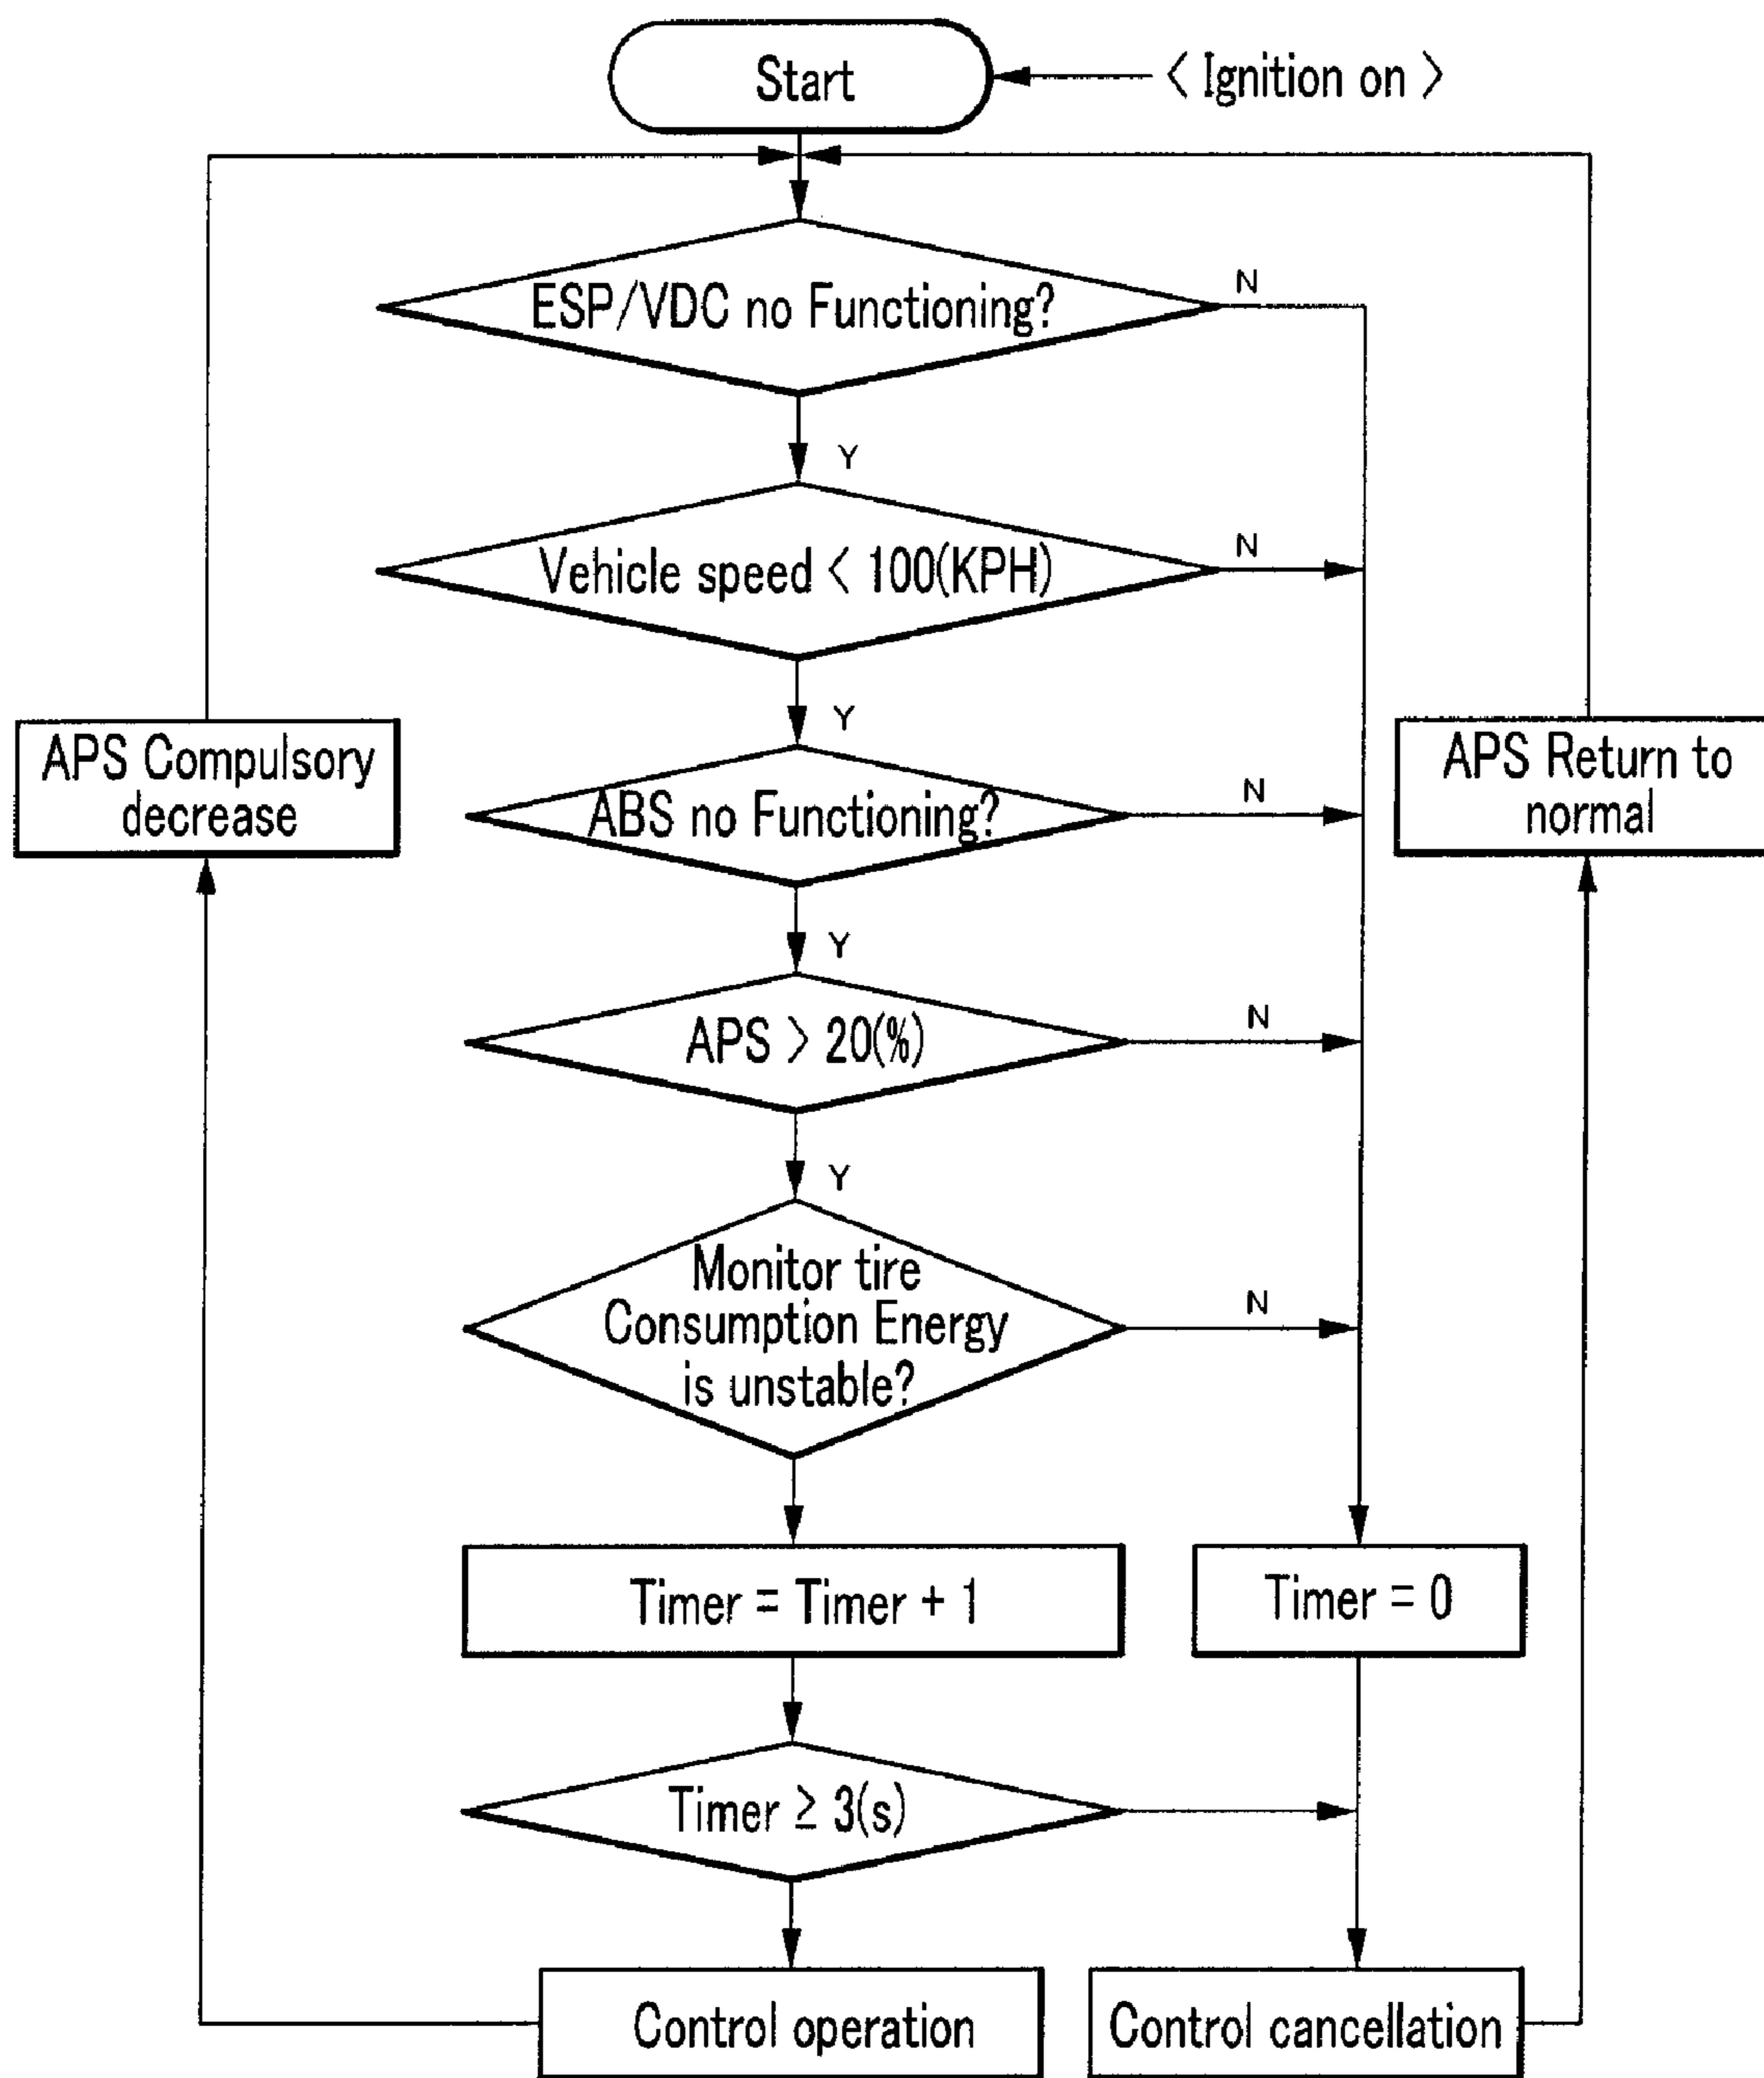 Start
< Ignition on >
ESP/VDC no Functioning?
N
Y
Vehicle speed < 100(KPH)
N
Y
APS Compulsory
decrease
ABS no Functioning?
N
APS Return to
normal
Y
APS > 20(%)
N
Y
Monitor tire
Consumption Energy
is unstable?
N
Timer = Timer + 1
Timer = 0
Timer ≥ 3(s)
Control operation
Control cancellation